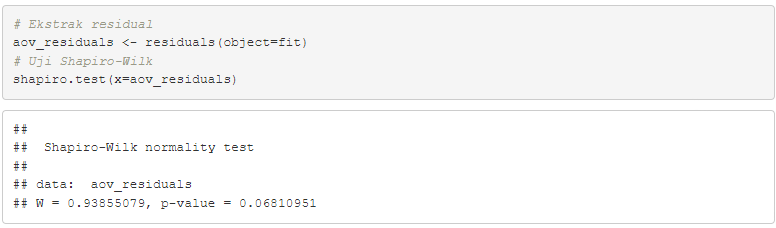 # Ekstrak residual
aov_residuals <- residuals(object=fit)
# Uji Shapiro-Wilk
shapiro.test(x=aov_residuals)
##
##  Shapiro-Wilk normality test
##
## data:  aov_residuals
## W = 0.93855079, p-value = 0.06810951